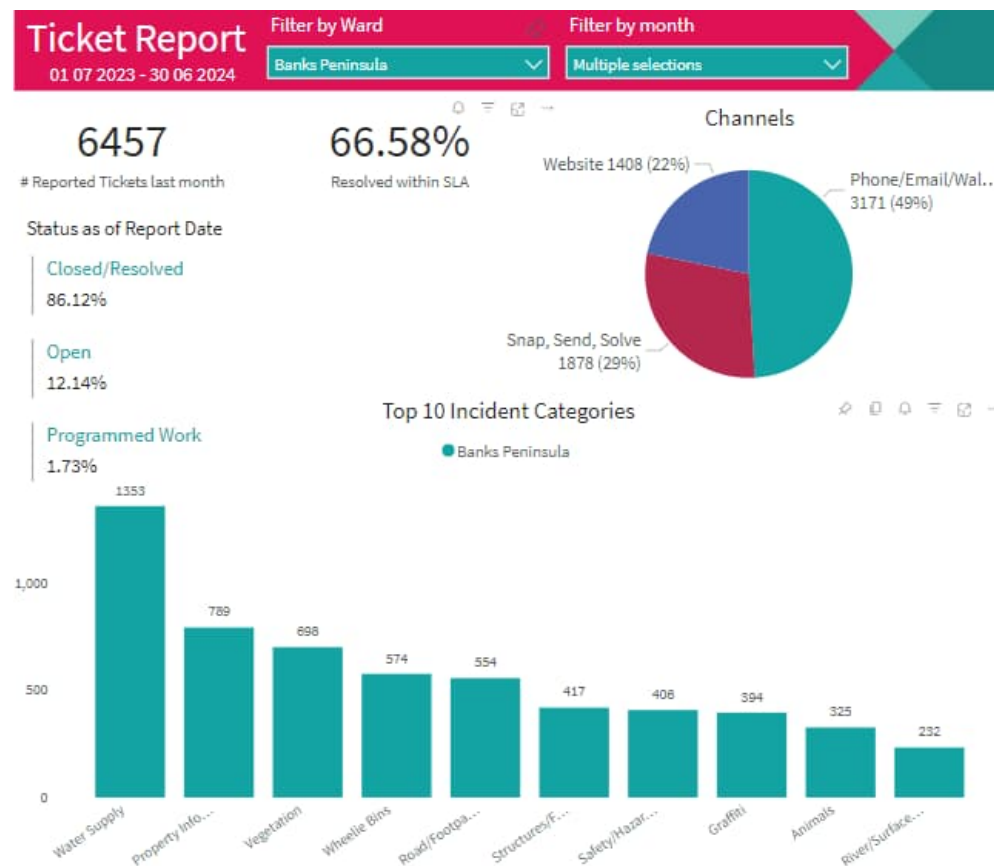 Ticket Report
01 07 2023 - 30 06 2024
Filter by Ward
Banks Peninsula
Filter by month
Multiple selections
6457
# Reported Tickets last month
66.58%
Resolved within SLA
Status as of Report Date
Closed/Resolved
86.12%
Open
12.14%
Programmed Work
1.73%
Channels
Website 1408 (22%)
Phone/Email/Wal...
3171 (49%)
Snap, Send, Solve
1878 (29%)
Top 10 Incident Categories
Banks Peninsula
1,000
500
0
1353
789
698
574
554
417
406
394
325
232
Water Supply
Property Info...
Vegetation
Wheelie Bins
Road/Footpa...
Structures/F...
Safety/Hazar...
Graffiti
Animals
River/Surface...